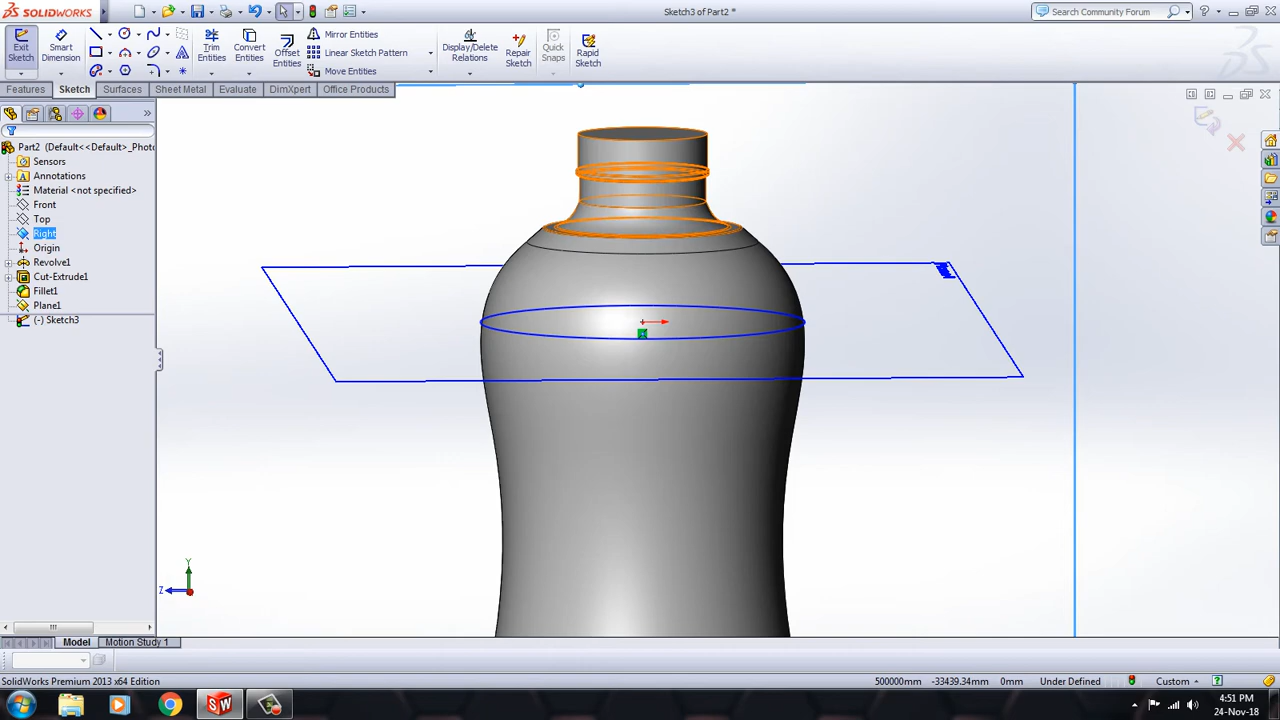 SOLIDWORKS
Sketch3 of Part2 *
Search Community Forum
Exit Sketch
Smart Dimension
Trim Entities
Convert Entities
Offset Entities
Mirror Entities
Linear Sketch Pattern
Move Entities
Display/Delete Relations
Repair Sketch
Quick Snaps
Rapid Sketch
Features Sketch Surfaces Sheet Metal Evaluate DimXpert Office Products
Part2 (Default<<Default>_Photo
Sensors
Annotations
Material <not specified>
Front
Top
Right
Origin
Revolve1
Cut-Extrude1
Fillet1
Plane1
(-) Sketch3
Y
Z
Model Motion Study 1
SolidWorks Premium 2013 x64 Edition
500000mm -33439.34mm 0mm Under Defined Custom
4:51 PM
24-Nov-18